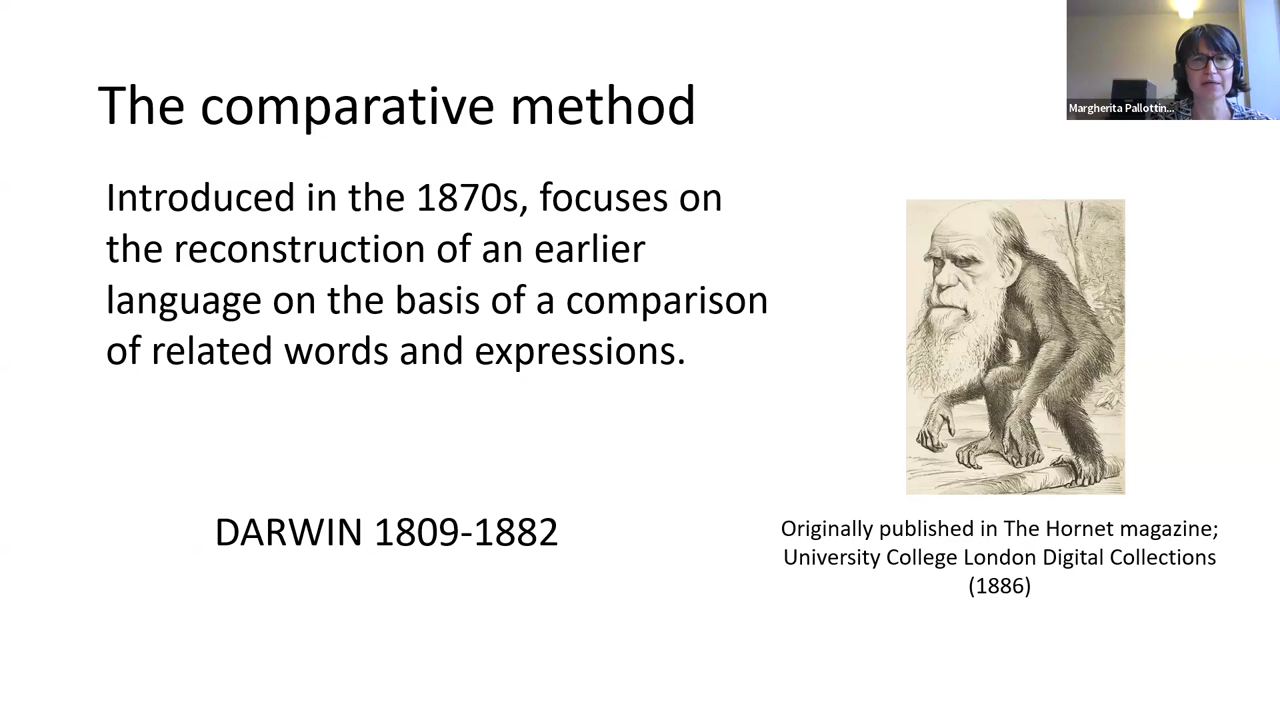 The comparative method
Margherita Pallottin...
Introduced in the 1870s, focuses on
the reconstruction of an earlier
language on the basis of a comparison
of related words and expressions.
DARWIN 1809-1882
Originally published in The Hornet magazine;
University College London Digital Collections
(1886)